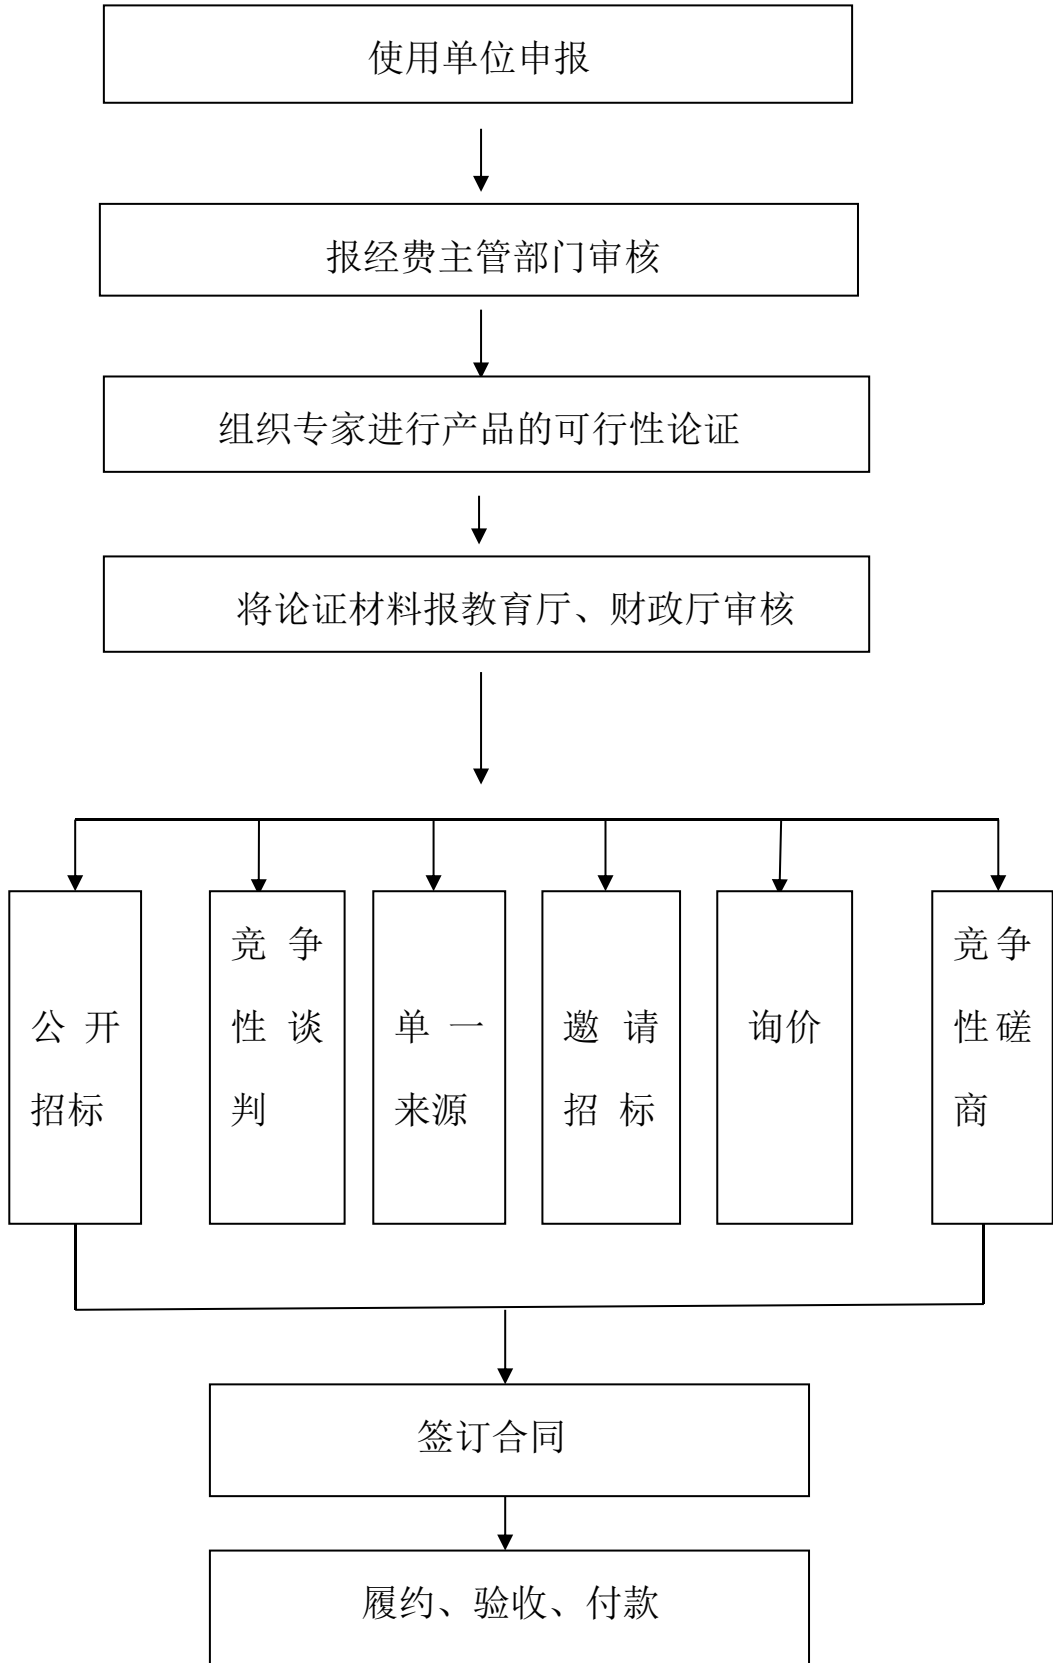 使用单位申报
报经费主管部门审核
组织专家进行产品的可行性论证
将论证材料报教育厅、财政厅审核
公开
招标
竞争
性谈
判
单一
来源
邀请
招标
询价
竞争
性磋
商
签订合同
履约、验收、付款